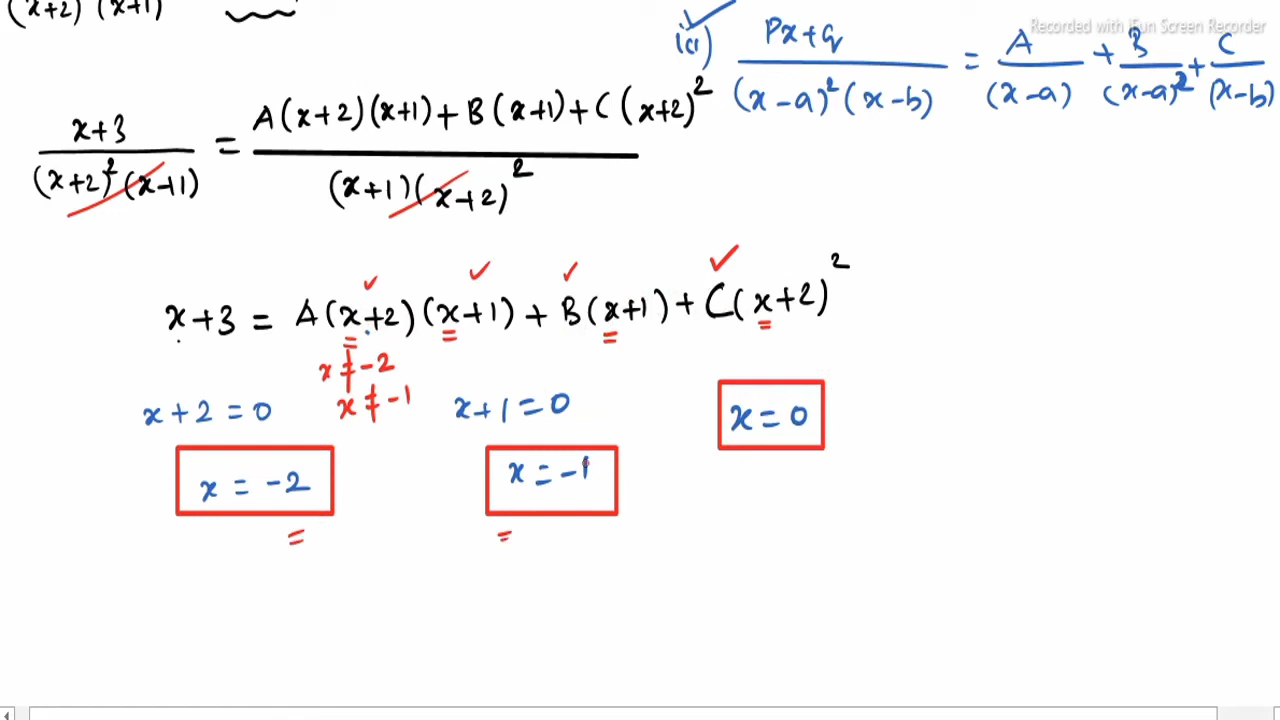 (x+2) (x+1)
Recorded with iFun Screen Recorder
(ii) Px+q / (x-a)² (x-b) = A / (x-a) + B / (x-a)² + C / (x-b)
x+3 / (x+2)² (x+1) = A(x+2)(x+1) + B(x+1) + C(x+2)² / (x+1)(x+2)²
x+3 = A(x+2)(x+1) + B(x+1) + C(x+2)²
x ≠ -2
x ≠ -1
x+2 = 0
x+1 = 0
x = 0
x = -2
x = -1